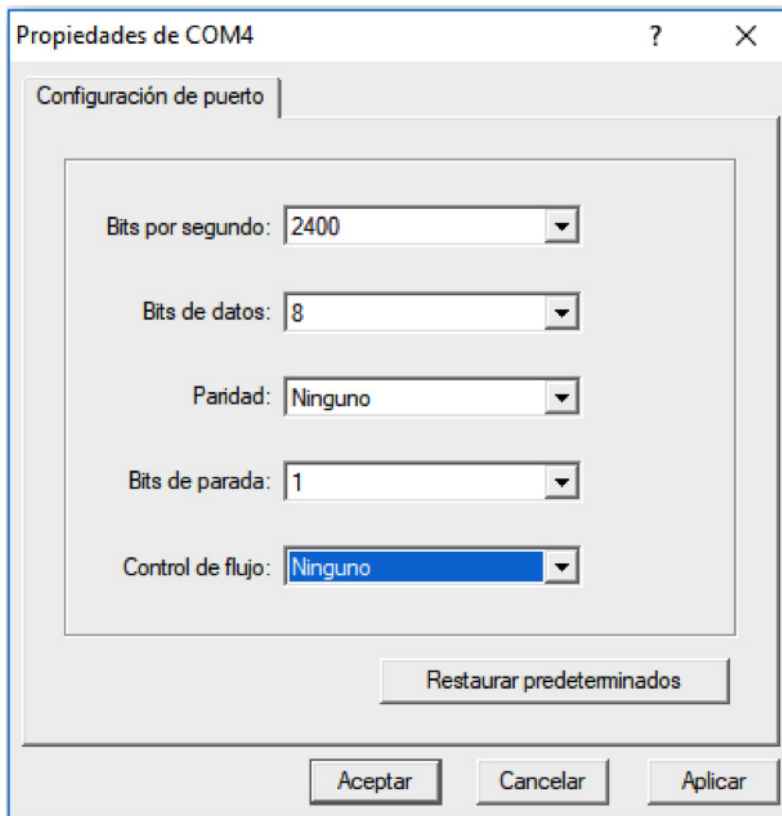 Propiedades de COM4 ?
Configuración de puerto
Bits por segundo: 2400
Bits de datos: 8
Paridad: Ninguno
Bits de parada: 1
Control de flujo: Ninguno
Restaurar predeterminados
Aceptar Cancelar Aplicar